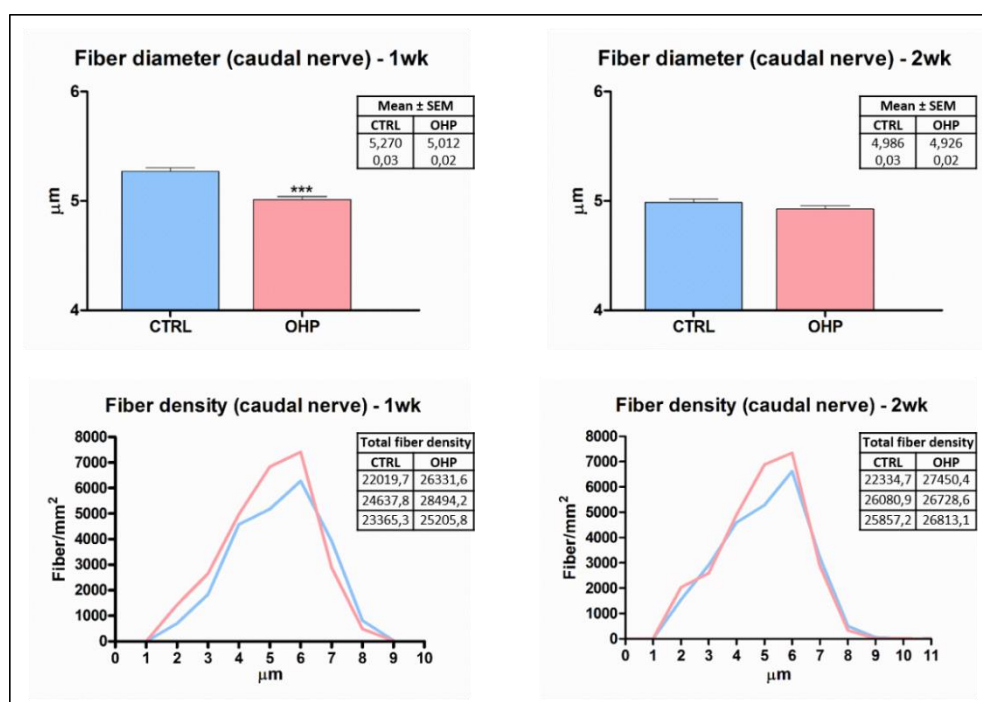 Fiber diameter (caudal nerve) - 1wk
6
5
4
µm
Mean ± SEM
CTRL OHP
5,270 5,012
0,03 0,02
***
CTRL OHP
Fiber diameter (caudal nerve) - 2wk
6
5
4
µm
Mean ± SEM
CTRL OHP
4,986 4,926
0,03 0,02
CTRL OHP
Fiber density (caudal nerve) - 1wk
8000
7000
6000
5000
4000
3000
2000
1000
0
Fiber/mm²
Total fiber density
CTRL OHP
22019,7 26331,6
24637,8 28494,2
23365,3 25205,8
0 1 2 3 4 5 6 7 8 9 10
µm
Fiber density (caudal nerve) - 2wk
8000
7000
6000
5000
4000
3000
2000
1000
0
Fiber/mm²
Total fiber density
CTRL OHP
22334,7 27450,4
26080,9 26728,6
25857,2 26813,1
0 1 2 3 4 5 6 7 8 9 10 11
µm